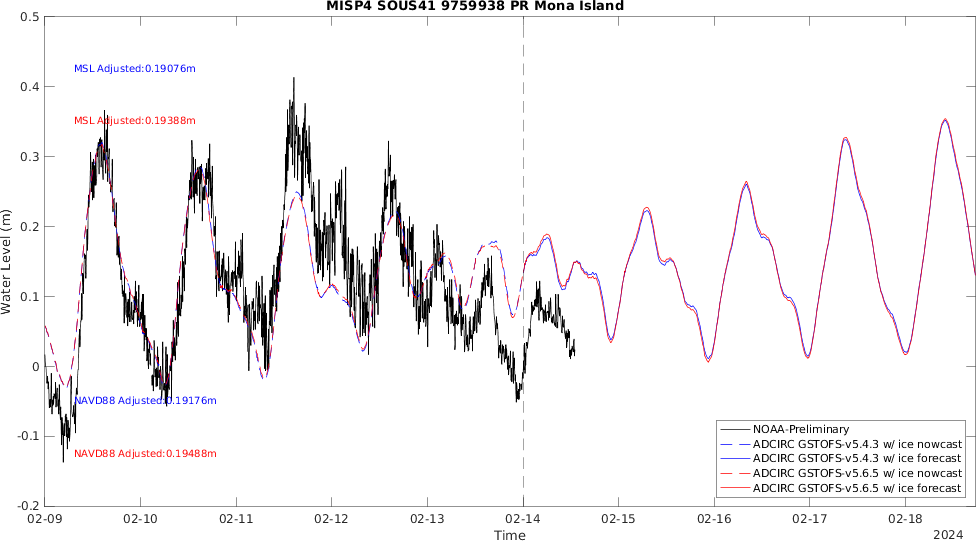 MISP4 SOUS41 9759938 PR Mona Island
0.5
0.4
0.3
0.2
0.1
0
-0.1
-0.2
Water Level (m)
MSL Adjusted:0.19076m
MSL Adjusted:0.19388m
NAVD88 Adjusted:0.19176m
NAVD88 Adjusted:0.19488m
NOAA-Preliminary
ADCIRC GSTOFS-v5.4.3 w/ ice nowcast
ADCIRC GSTOFS-v5.4.3 w/ ice forecast
ADCIRC GSTOFS-v5.6.5 w/ ice nowcast
ADCIRC GSTOFS-v5.6.5 w/ ice forecast
02-09 02-10 02-11 02-12 02-13 02-14 02-15 02-16 02-17 02-18
Time
2024